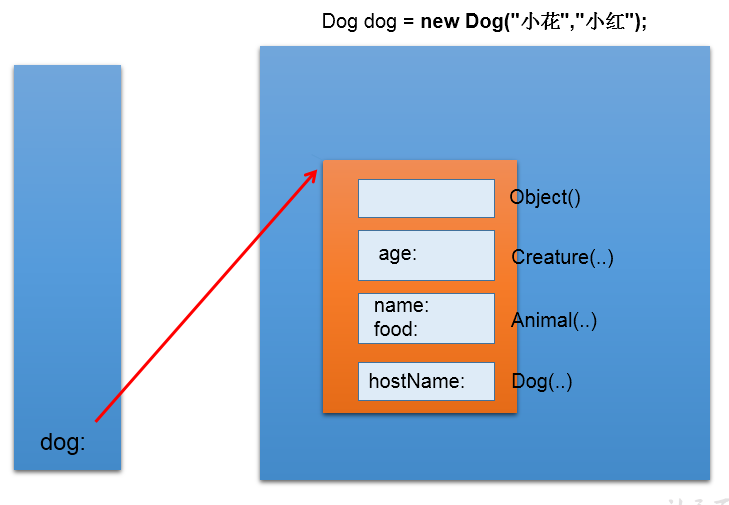 Dog dog = new Dog("小花","小红");
Object()
age:
Creature(..)
name:
food:
Animal(..)
hostName:
Dog(..)
dog: